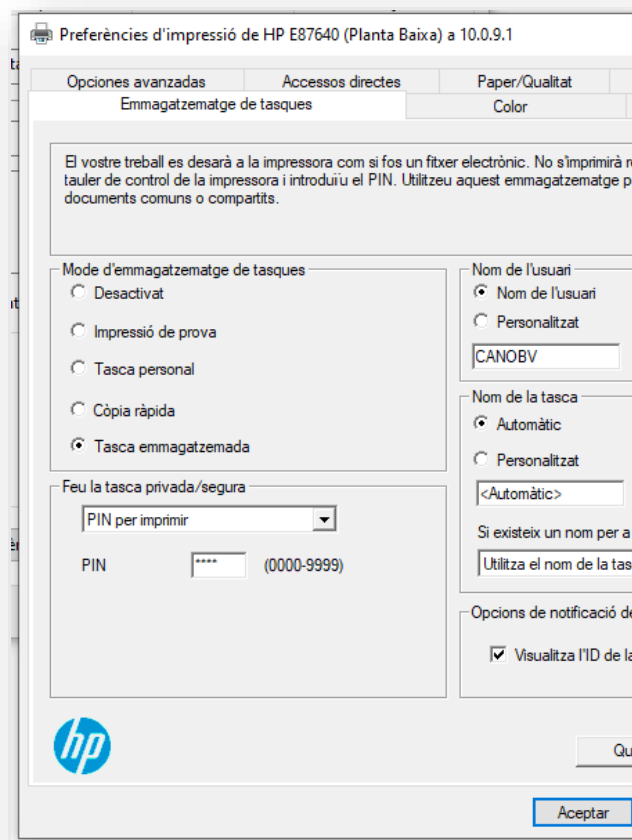 Preferències d'impressió de HP E87640 (Planta Baixa) a 10.0.9.1
Opciones avanzadas
Accessos directes
Paper/Qualitat
Emmagatzematge de tasques
Color
El vostre treball es desarà a la impressora com si fos un fitxer electrònic. No s'imprimirà
tauler de control de la impressora i introduïu el PIN. Utilitzeu aquest emmagatzematge
documents comuns o compartits.
Mode d'emmagatzematge de tasques
Desactivat
Impressió de prova
Tasca personal
Còpia ràpida
Tasca emmagatzemada
Feu la tasca privada/segura
PIN per imprimir
PIN
****
(0000-9999)
Nom de l'usuari
Nom de l'usuari
Personalitzat
CANOBV
Nom de la tasca
Automàtic
Personalitzat
<Automàtic>
Si existeix un nom per a
Utilitza el nom de la tas
Opcions de notificació de
Visualitza l'ID de la
hp
Qu
Aceptar